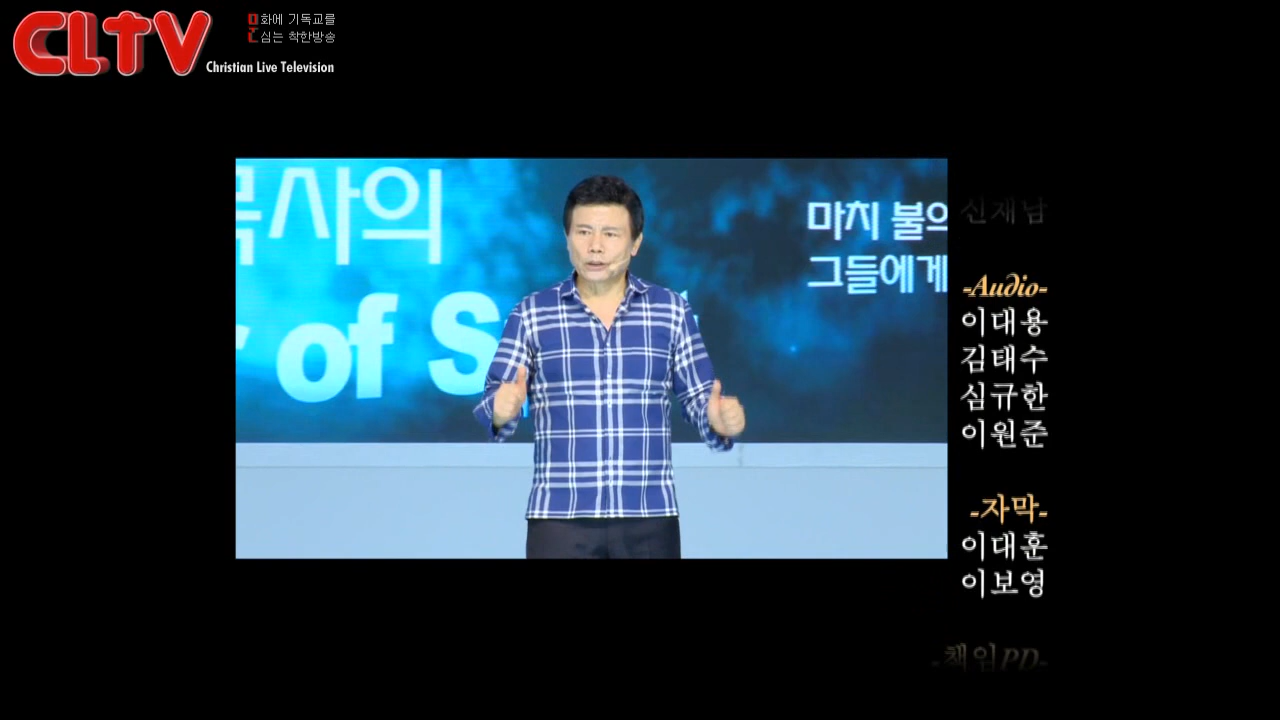 CLTV
문화에 기독교를
심는 착한방송
Christian Live Television
목사의
of S
마치 불의
그들에게
신재남
-Audio-
이대용
김태수
심규한
이원준
-자막-
이대훈
이보영
-책임PD-